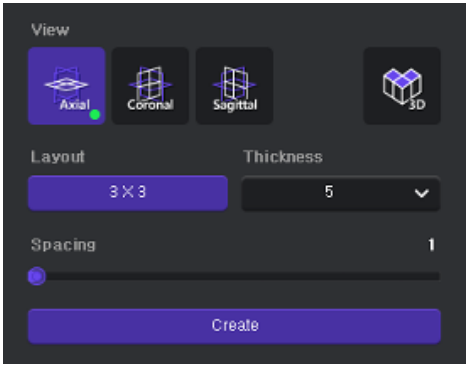 View
Axial
Coronal
Sagittal
3D
Layout
Thickness
3 X 3
5
Spacing
1
Create